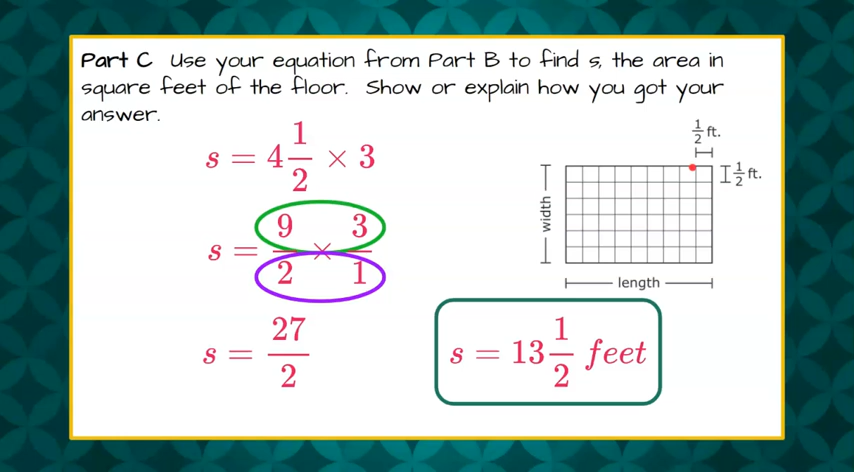 Part C Use your equation from Part B to find s, the area in
square feet of the floor. Show or explain how you got your
answer.
s = 4 1/2 × 3
s = 9/2 × 3/1
s = 27/2
1/2 ft.
1/2 ft.
width
length
s = 13 1/2 feet